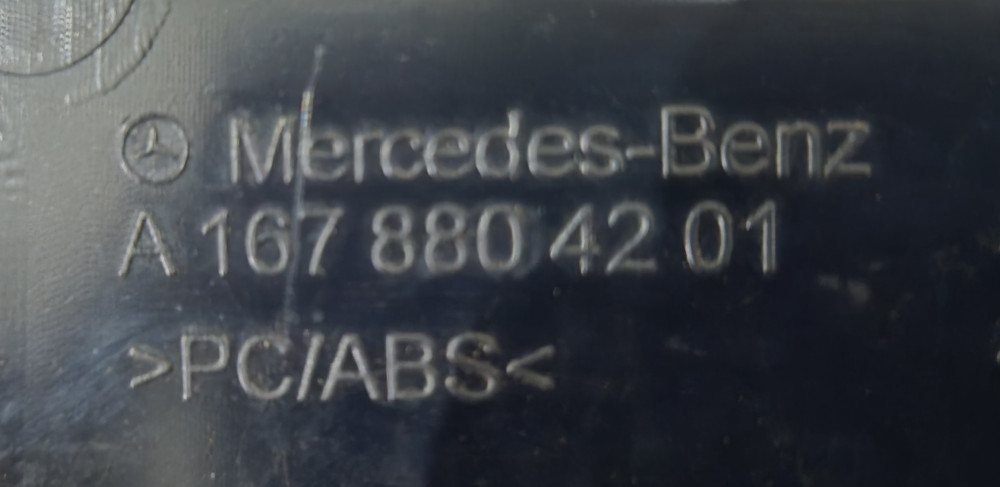 Mercedes-Benz
A 167 880 42 01
>PC/ABS<